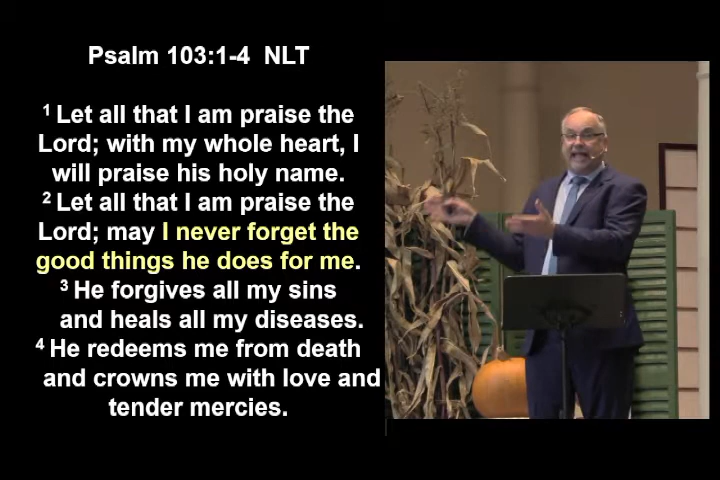 Psalm 103:1-4 NLT
1 Let all that I am praise the
Lord; with my whole heart, I
will praise his holy name.
2 Let all that I am praise the
Lord; may I never forget the
good things he does for me.
3 He forgives all my sins
and heals all my diseases.
4 He redeems me from death
and crowns me with love and
tender mercies.